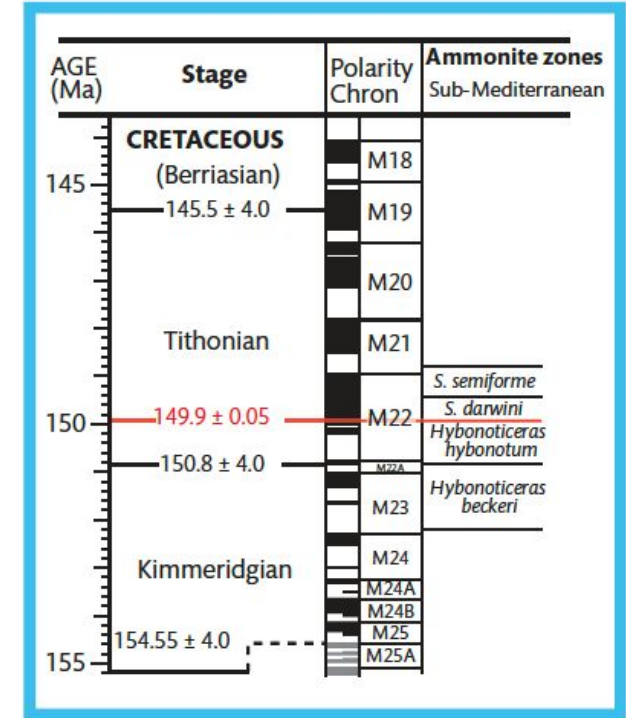 AGE
(Ma)
Stage
Polarity
Chron
Ammonite zones
Sub-Mediterranean
CRETACEOUS
(Berriasian)
145
145.5 ± 4.0
Tithonian
150
149.9 ± 0.05
150.8 ± 4.0
Kimmeridgian
154.55 ± 4.0
155
M18
M19
M20
M21
M22
M22A
M23
M24
M24A
M24B
M25
M25A
S. semiforme
S. darwini
Hybonoticeras
hybonotum
Hybonoticeras
beckeri